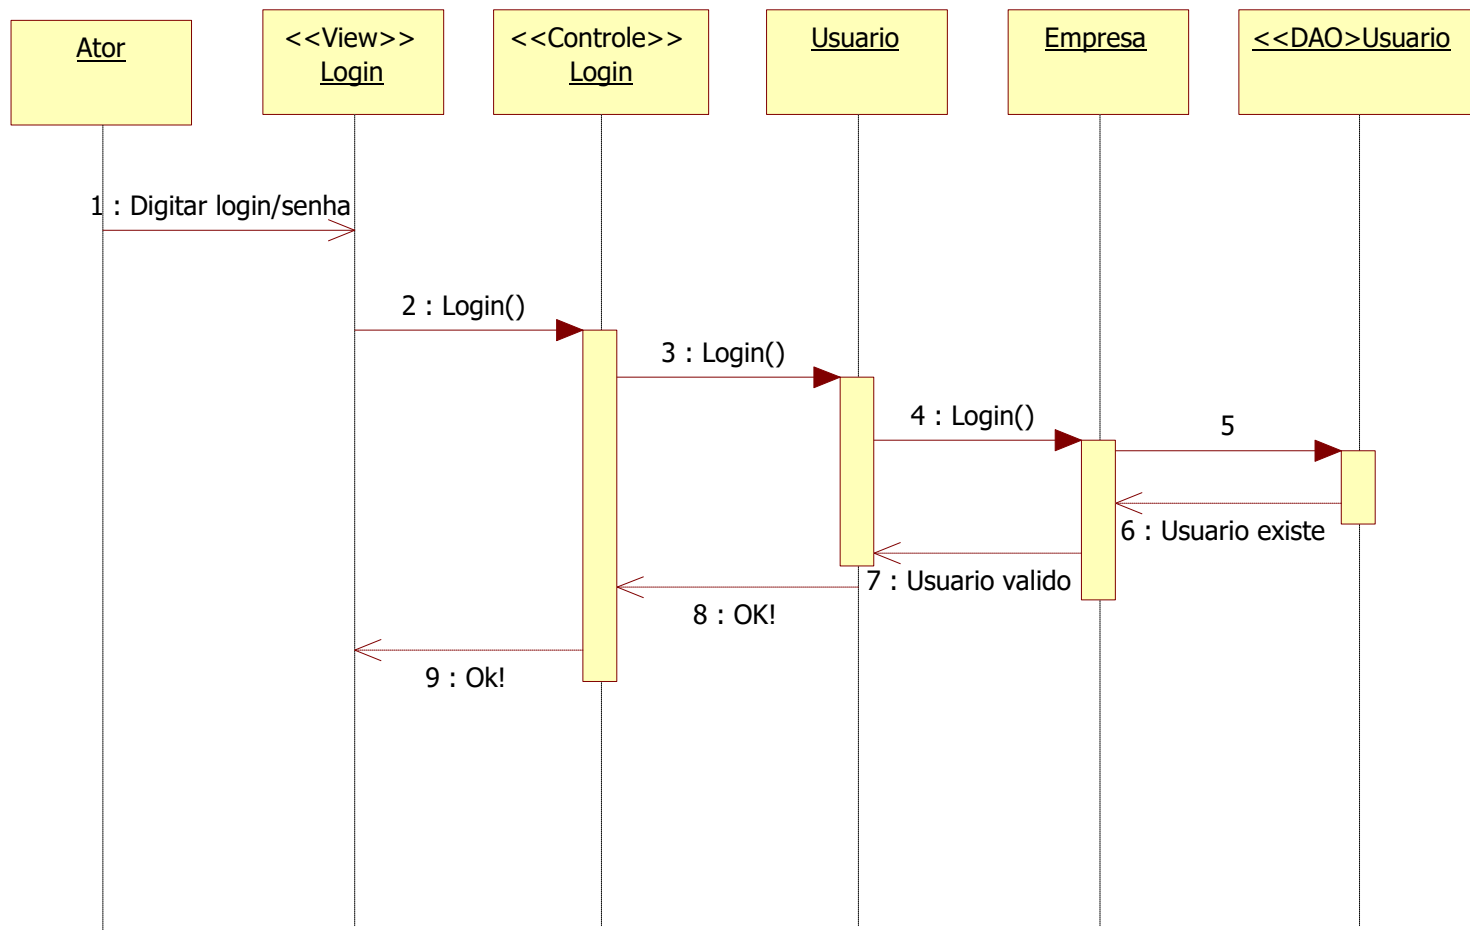 Ator
<<View>>
Login
<<Controle>>
Login
Usuario
Empresa
<<DAO>Usuario
1 : Digitar login/senha
2 : Login()
3 : Login()
4 : Login()
5
6 : Usuario existe
7 : Usuario valido
8 : OK!
9 : Ok!